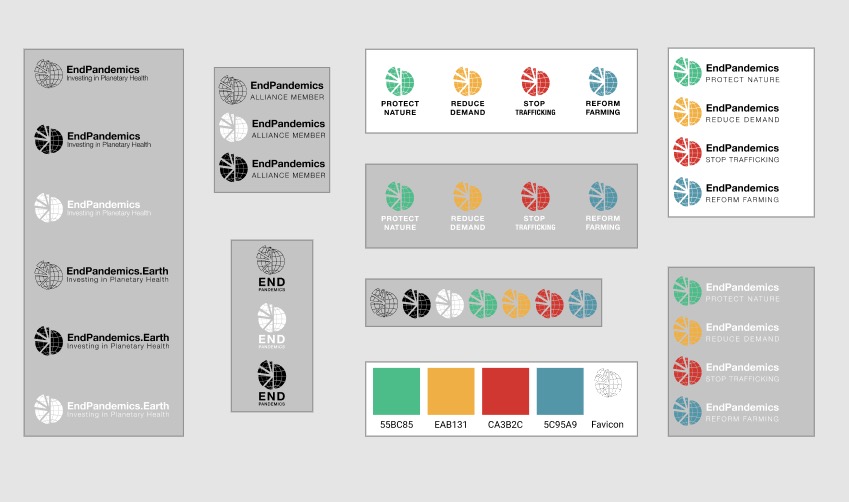 EndPandemics
Investing in Planetary Health
EndPandemics
Investing in Planetary Health
EndPandemics
Investing in Planetary Health
EndPandemics.Earth
Investing in Planetary Health
EndPandemics.Earth
Investing in Planetary Health
EndPandemics.Earth
Investing in Planetary Health
EndPandemics
ALLIANCE MEMBER
EndPandemics
ALLIANCE MEMBER
EndPandemics
ALLIANCE MEMBER
END
PANDEMICS
END
PANDEMICS
END
PANDEMICS
PROTECT
NATURE
REDUCE
DEMAND
STOP
TRAFFICKING
REFORM
FARMING
PROTECT
NATURE
REDUCE
DEMAND
STOP
TRAFFICKING
REFORM
FARMING
55BC85
EAB131
CA3B2C
5C95A9
Favicon
EndPandemics
PROTECT NATURE
EndPandemics
REDUCE DEMAND
EndPandemics
STOP TRAFFICKING
EndPandemics
REFORM FARMING
EndPandemics
PROTECT NATURE
EndPandemics
REDUCE DEMAND
EndPandemics
STOP TRAFFICKING
EndPandemics
REFORM FARMING